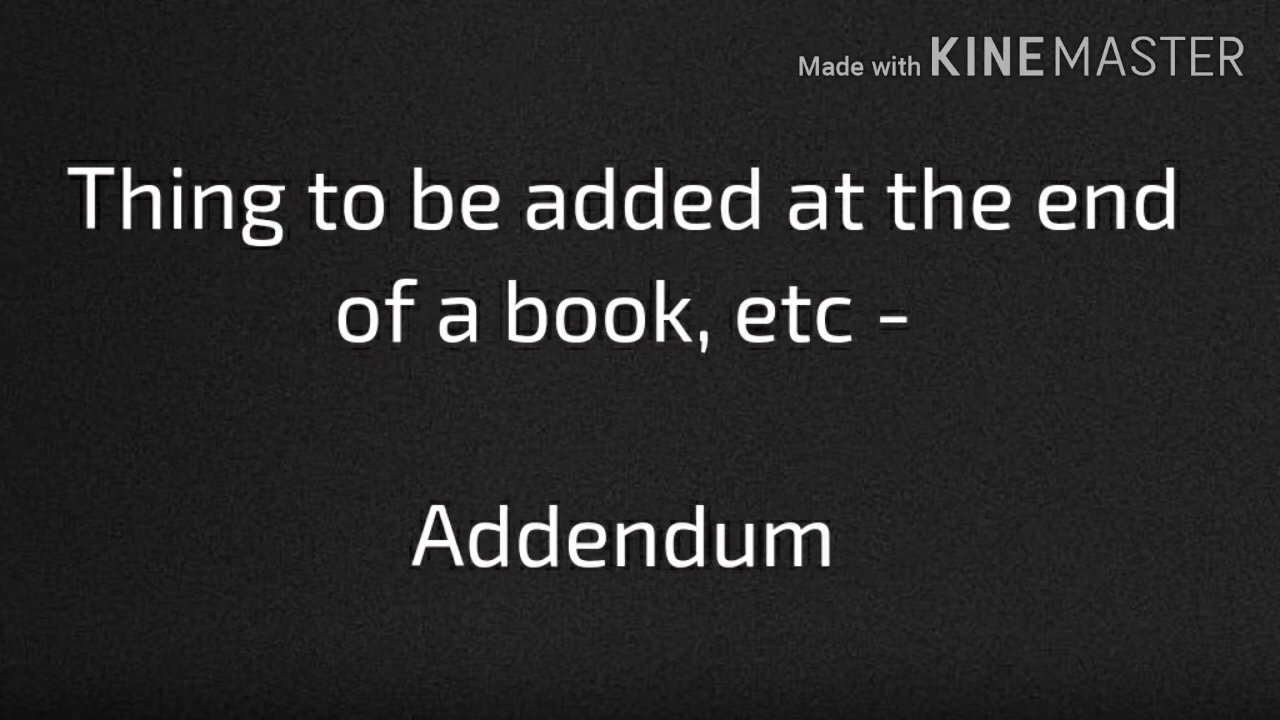 Made with KINEMASTER
Thing to be added at the end
of a book, etc -
Addendum